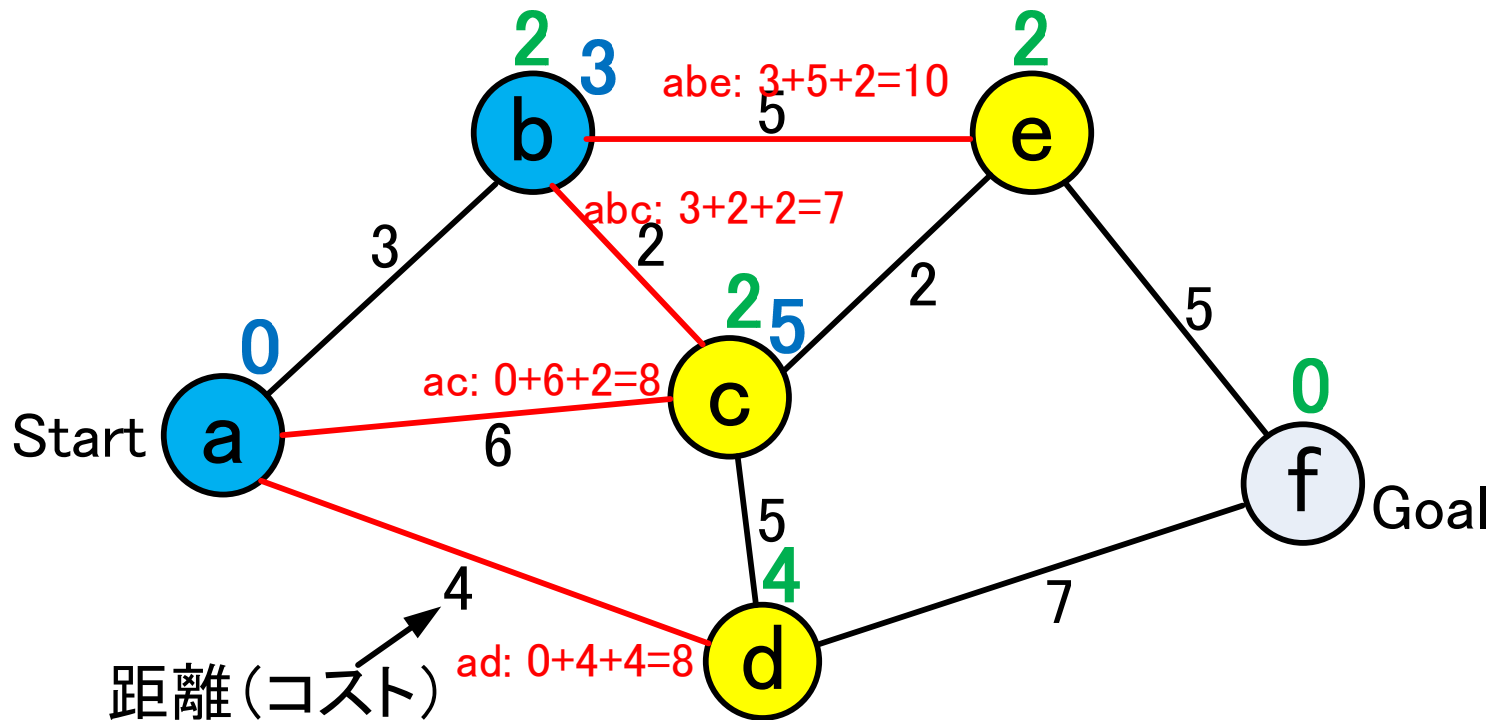 2
3
2
abe: 3+5+2=10
5
b
e
abc: 3+2+2=7
2
3
2
2
5
5
0
ac: 0+6+2=8
c
0
Start
a
6
f
Goal
5
4
4
7
ad: 0+4+4=8
d
距離(コスト)